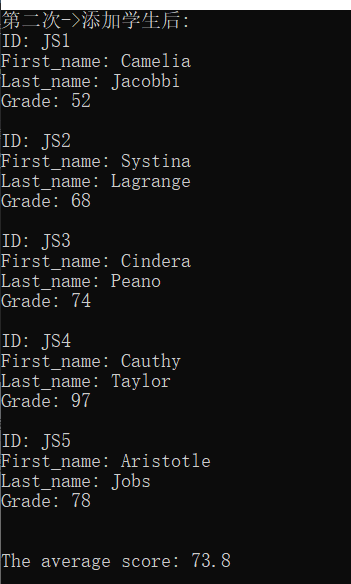 第二次->添加学生后:
ID: JS1
First_name: Camelia
Last_name: Jacobbi
Grade: 52
ID: JS2
First_name: Systina
Last_name: Lagrange
Grade: 68
ID: JS3
First_name: Cindera
Last_name: Peano
Grade: 74
ID: JS4
First_name: Cauthy
Last_name: Taylor
Grade: 97
ID: JS5
First_name: Aristotle
Last_name: Jobs
Grade: 78
The average score: 73.8